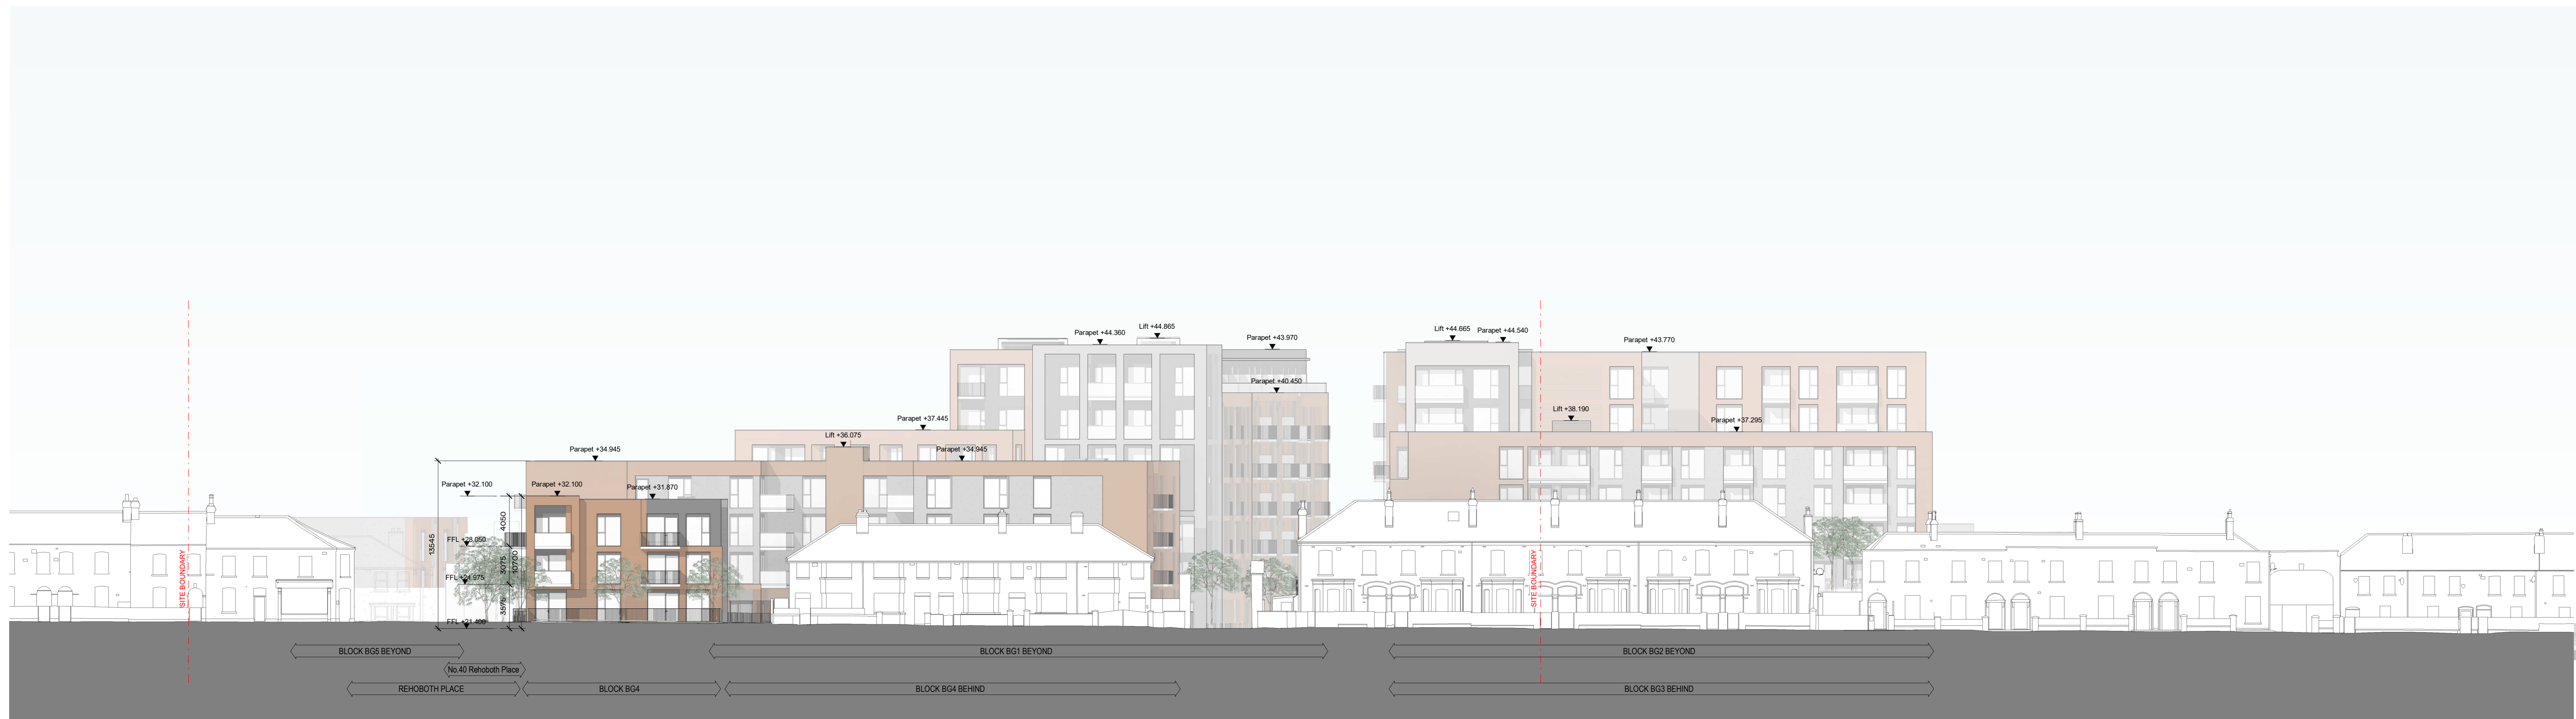 Lift +44.865
Parapet +44.360
Parapet +43.970
Lift +44.665
Parapet +44.540
Parapet +43.770
Parapet +40.450
Parapet +37.445
Lift +38.190
Parapet +37.295
Lift +36.075
Parapet +34.945
Parapet +34.945
Parapet +32.100
Parapet +32.100
Parapet +31.870
13545
4050
FFL +28.050
3075
10700
FFL +24.975
3575
FFL +21.400
SITE BOUNDARY
SITE BOUNDARY
BLOCK BG5 BEYOND
BLOCK BG1 BEYOND
BLOCK BG2 BEYOND
No.40 Rehoboth Place
REHOBOTH PLACE
BLOCK BG4
BLOCK BG4 BEHIND
BLOCK BG3 BEHIND